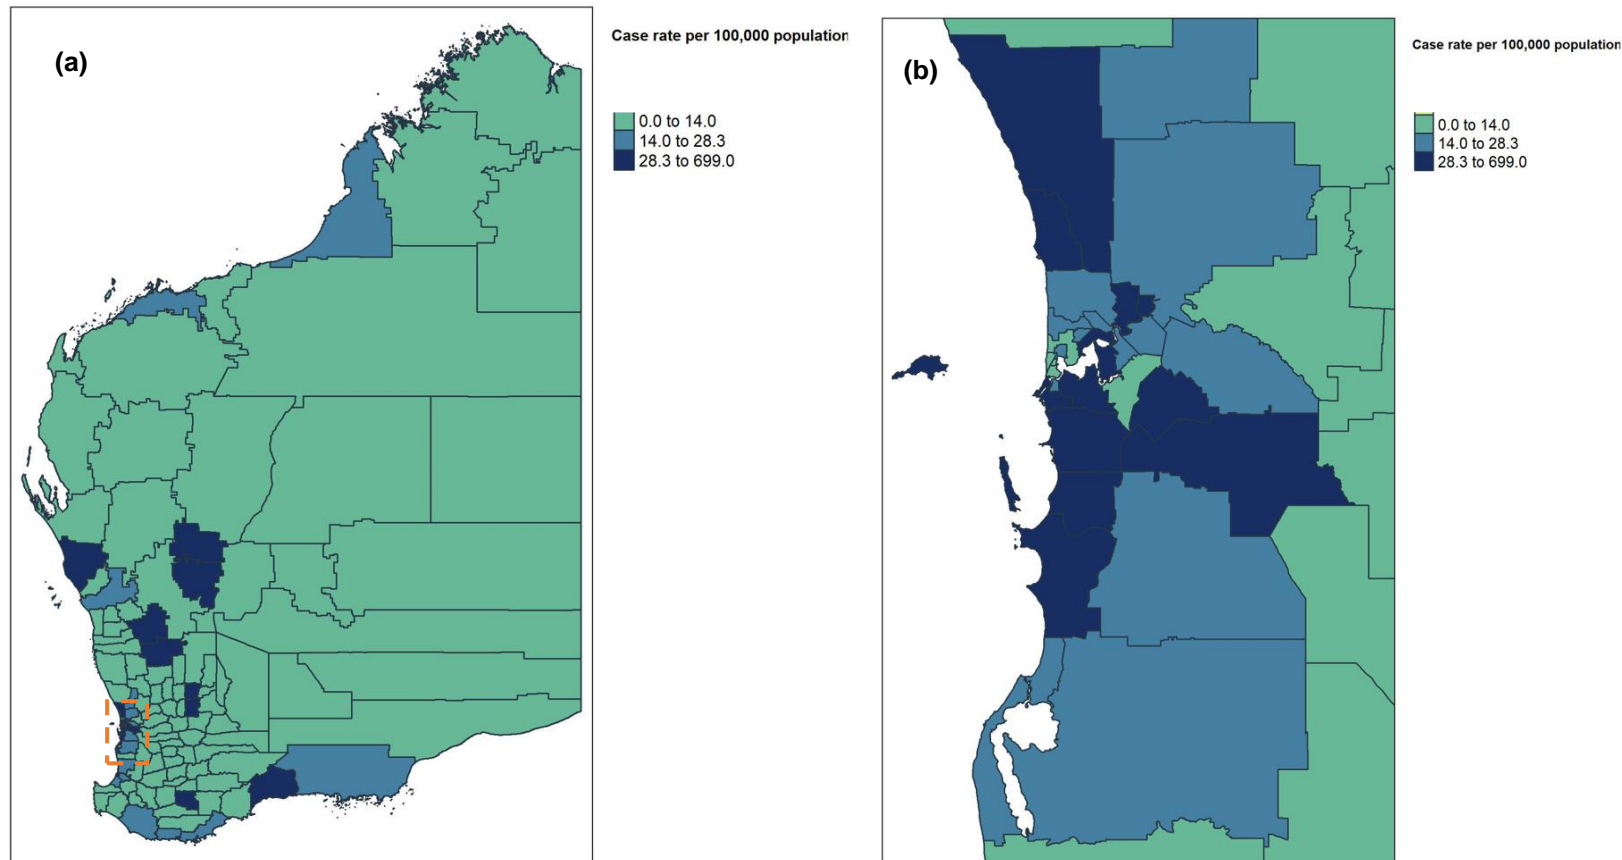 (a)
Case rate per 100,000 population
0.0 to 14.0
14.0 to 28.3
28.3 to 699.0
(b)
Case rate per 100,000 population
0.0 to 14.0
14.0 to 28.3
28.3 to 699.0